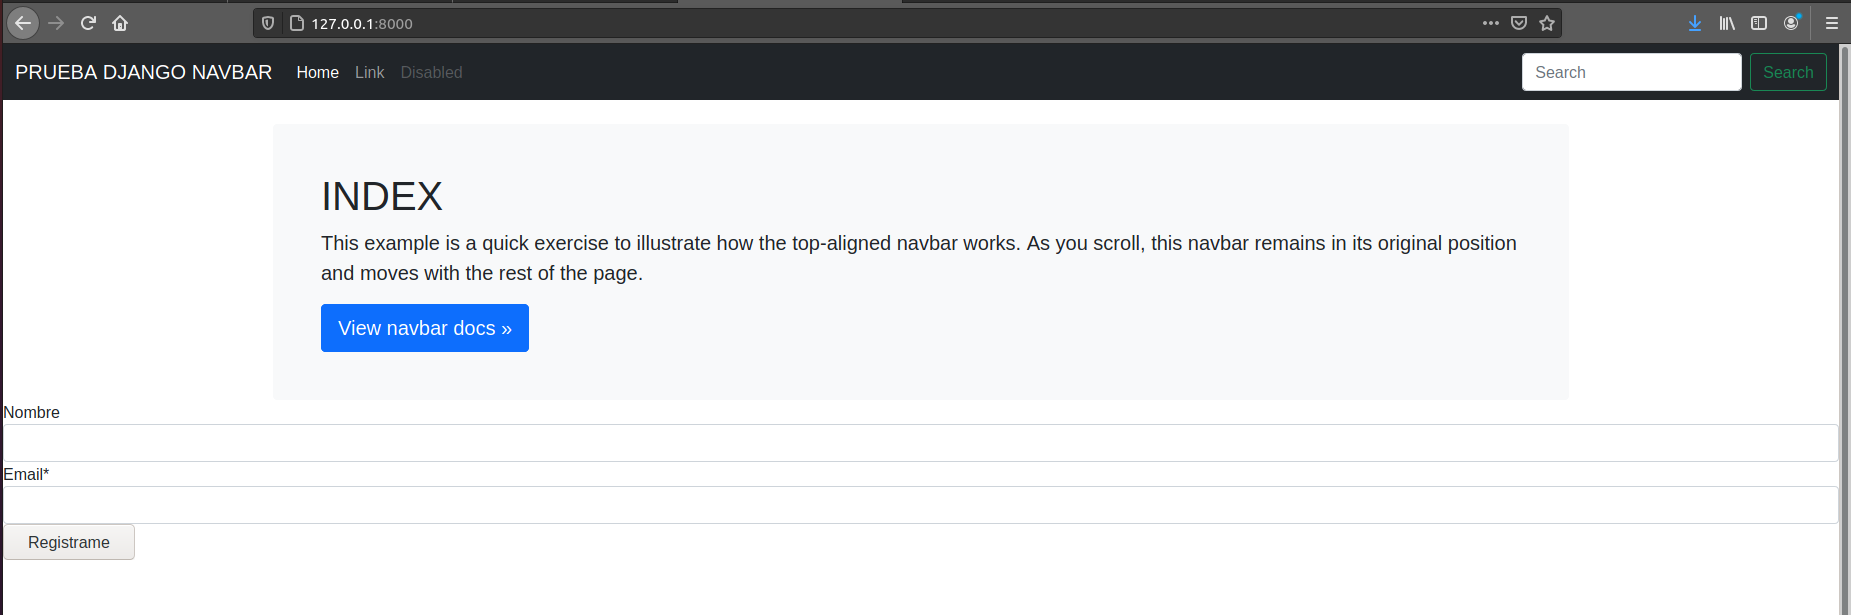 127.0.0.1:8000
PRUEBA DJANGO NAVBAR Home Link Disabled Search Search
INDEX
This example is a quick exercise to illustrate how the top-aligned navbar works. As you scroll, this navbar remains in its original position
and moves with the rest of the page.
View navbar docs »
Nombre
Email*
Registrame